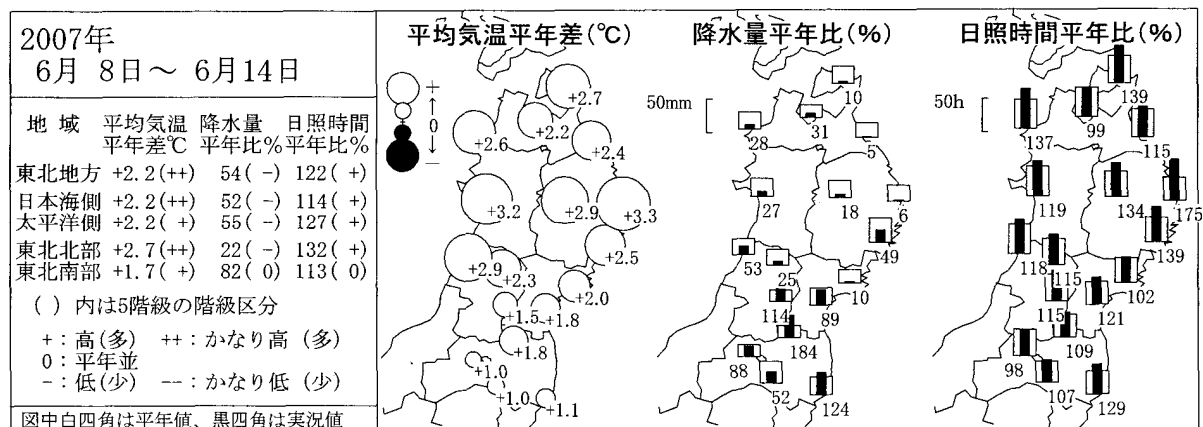 2007年
6月 8日～ 6月14日
地 域 平均気温 降水量 日照時間
平年差℃ 平年比% 平年比%
東北地方 +2.2(++) 54( -) 122( +)
日本海側 +2.2(++) 52( -) 114( +)
太平洋側 +2.2( +) 55( -) 127( +)
東北北部 +2.7(++) 22( -) 132( +)
東北南部 +1.7( +) 82( 0) 113( 0)
( ) 内は5階級の階級区分
+：高(多) ++：かなり高 (多)
0：平年並
-：低(少) --：かなり低 (少)
図中白四角は平年値、黒四角は実況値
平均気温平年差(℃)
+
0
-
+2.7
+2.2
+2.6
+2.4
+3.2
+2.9
+3.3
+2.5
+2.9
+2.3
+2.0
+1.5
+1.8
+1.8
+1.0
+1.0
+1.1
降水量平年比(%)
50mm
10
31
28
5
27
18
6
49
53
25
10
114
89
184
88
52
124
日照時間平年比(%)
50h
139
99
137
115
119
134
175
139
118
115
102
115
121
109
98
107
129